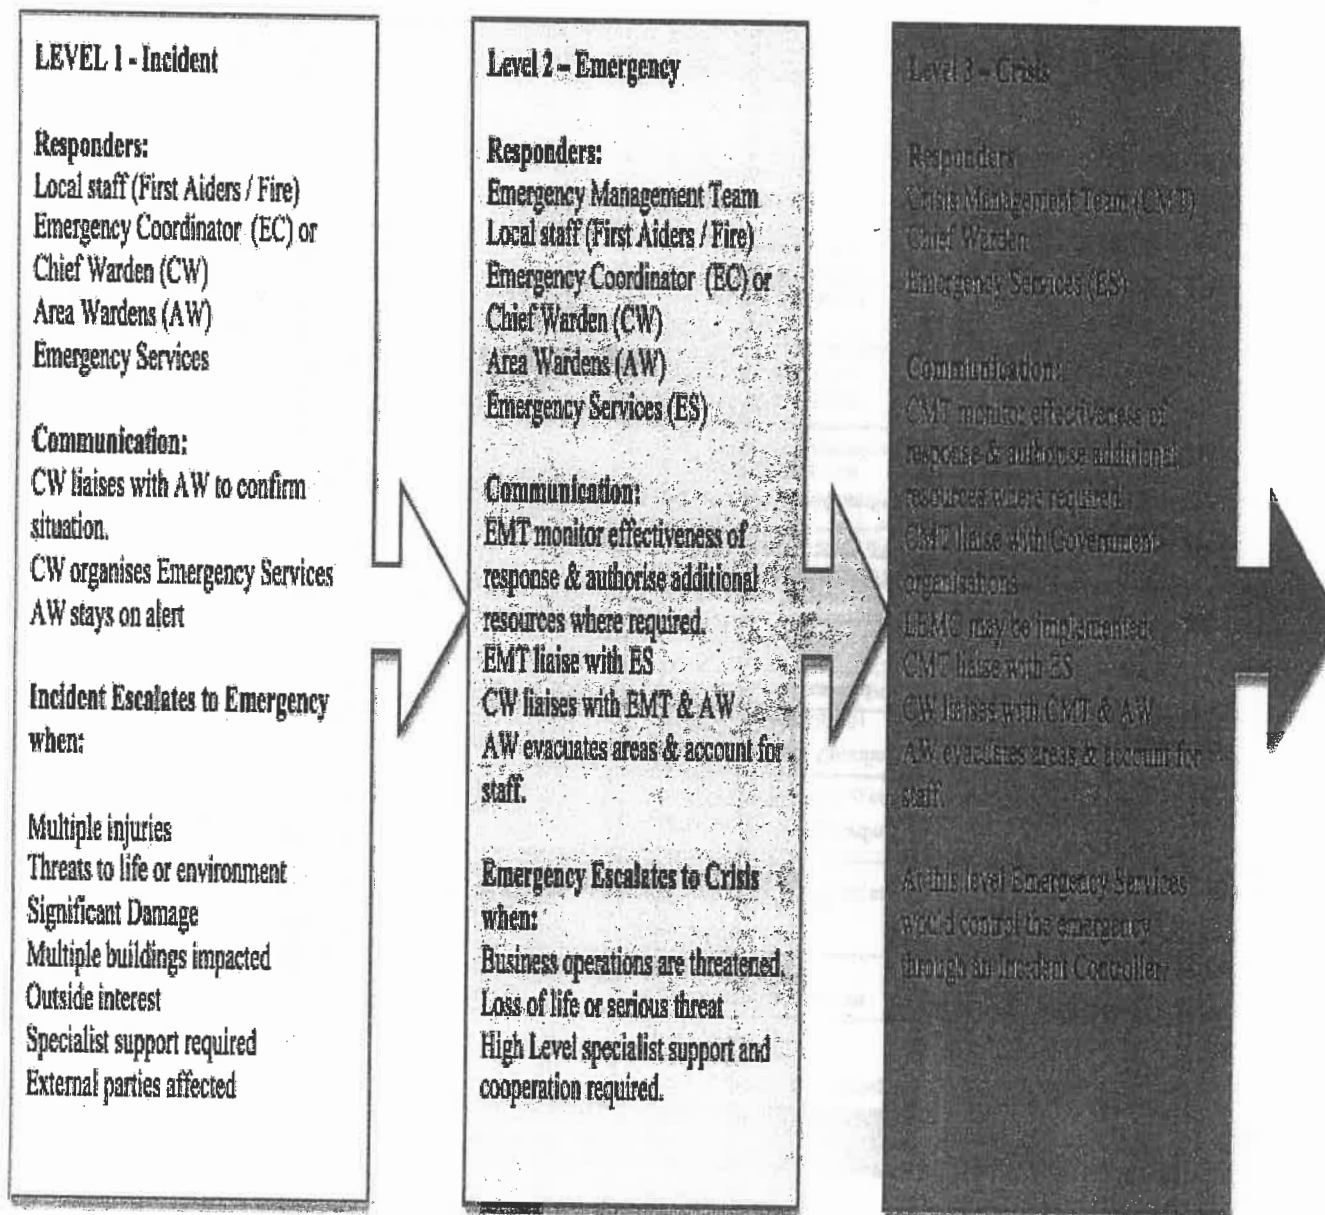 LEVEL 1 - Incident
Responders:
Local staff (First Aiders / Fire)
Emergency Coordinator (EC) or
Chief Warden (CW)
Area Wardens (AW)
Emergency Services
Communication:
CW liaises with AW to confirm
situation.
CW organises Emergency Services
AW stays on alert
Incident Escalates to Emergency
when:
Multiple injuries
Threats to life or environment
Significant Damage
Multiple buildings impacted
Outside interest
Specialist support required
External parties affected
Level 2 – Emergency
Responders:
Emergency Management Team
Local staff (First Aiders / Fire)
Emergency Coordinator (EC) or
Chief Warden (CW)
Area Wardens (AW)
Emergency Services (ES)
Communication:
EMT monitor effectiveness of
response & authorise additional
resources where required.
EMT liaise with ES
CW liaises with EMT & AW
AW evacuates areas & account for
staff.
Emergency Escalates to Crisis
when:
Business operations are threatened.
Loss of life or serious threat
High Level specialist support and
cooperation required.
Level 3 – Crisis
Responders
Crisis Management Team (CMT)
Chief Warden
Emergency Services (ES)
Communication:
CMT monitor effectiveness of
response & authorise additional
resources where required.
CMT liaise with Government
organisations
LEMC may be implemented.
CMT liaise with ES
CW liaises with CMT & AW
AW evacuates areas & account for
staff.
At this level Emergency Services
would control the emergency
through an Incident Controller